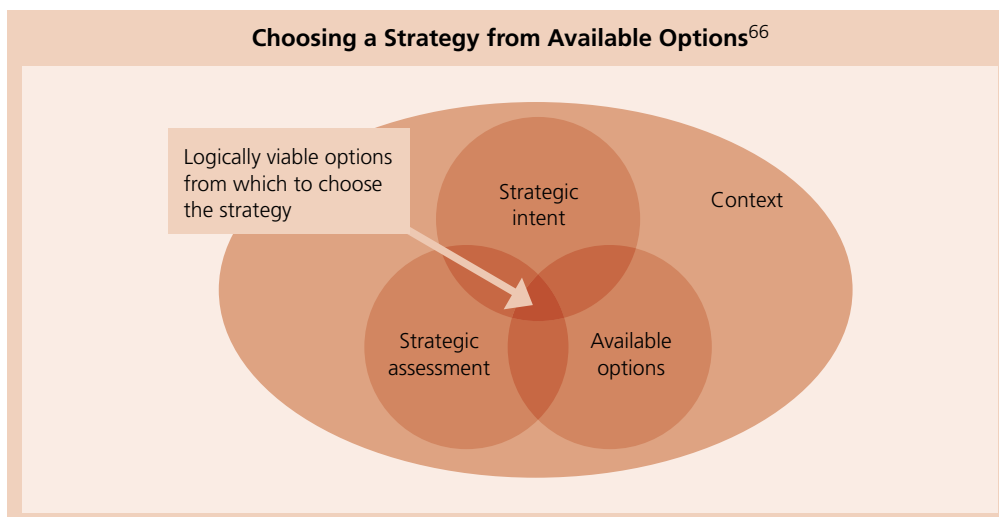 Choosing a Strategy from Available Options66
Logically viable options
from which to choose
the strategy
Strategic
intent
Context
Strategic
assessment
Available
options